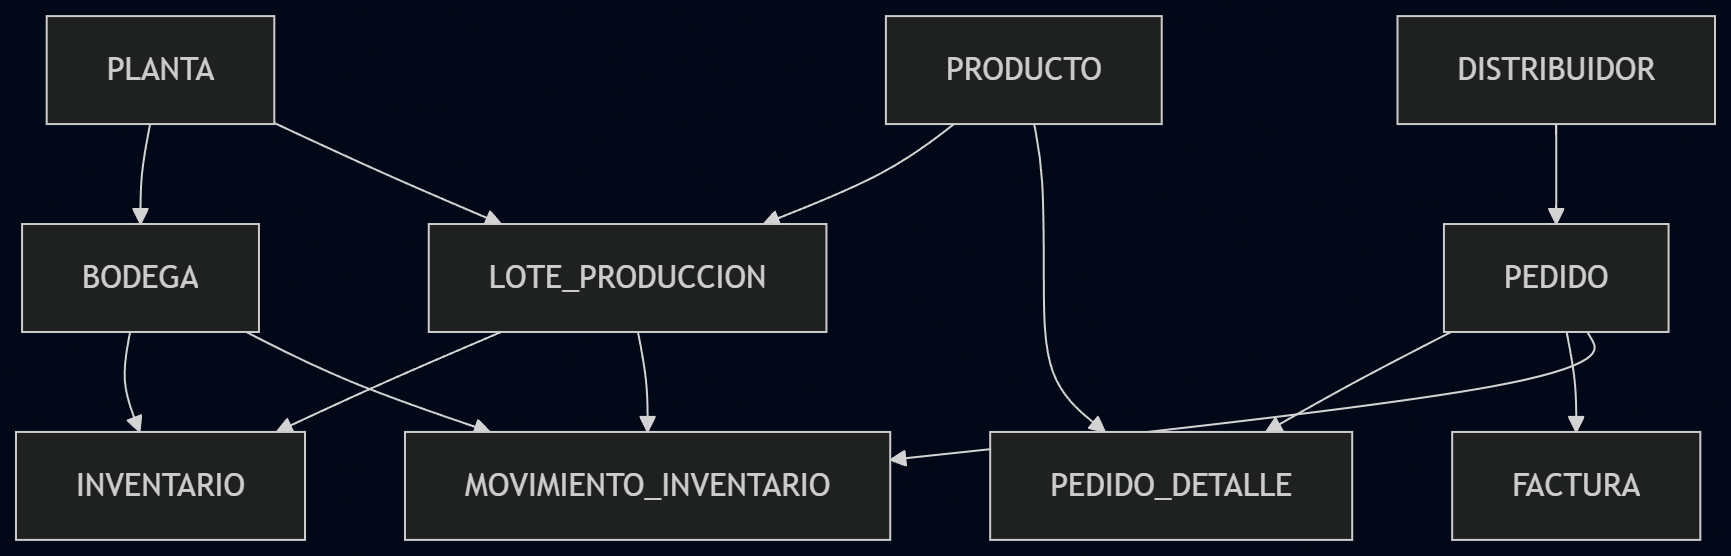 PLANTA
PRODUCTO
DISTRIBUIDOR
BODEGA
LOTE_PRODUCCION
PEDIDO
INVENTARIO
MOVIMIENTO_INVENTARIO
PEDIDO_DETALLE
FACTURA